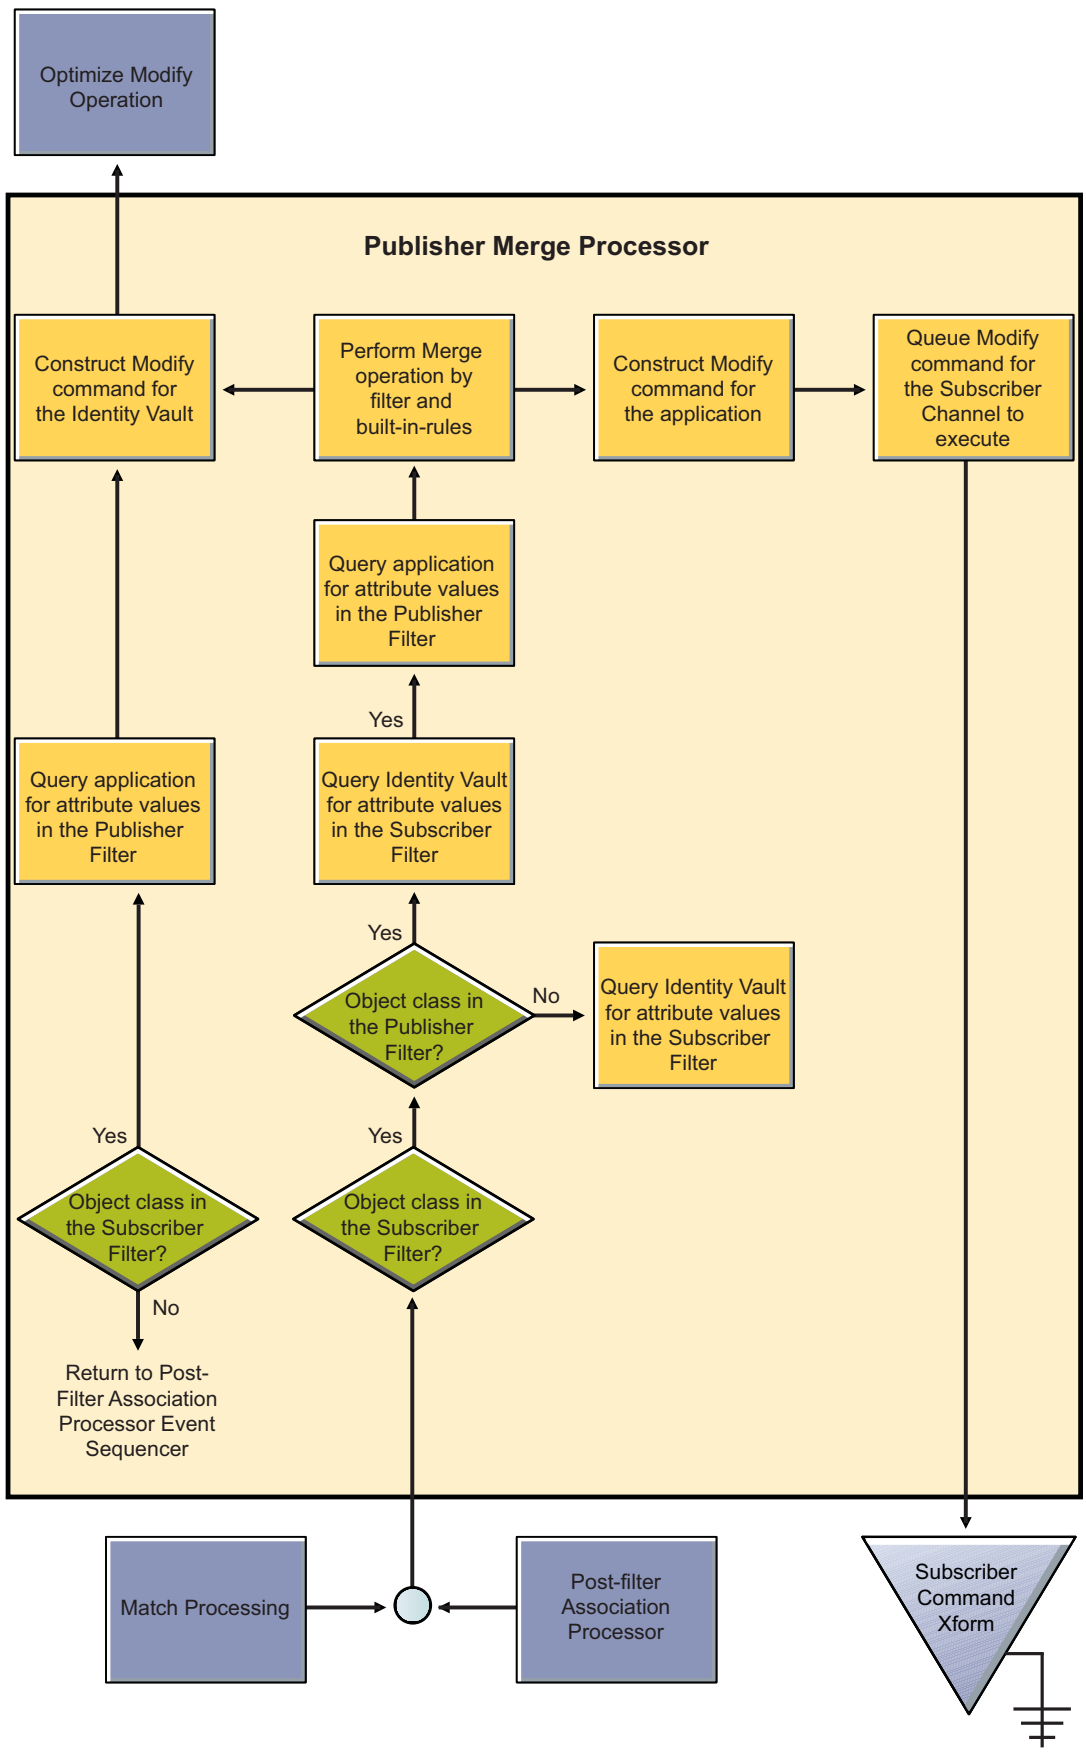 Optimize Modify
Operation
Publisher Merge Processor
Construct Modify
command for
the Identity Vault
Perform Merge
operation by
filter and
built-in-rules
Construct Modify
command for
the application
Queue Modify
command for
the Subscriber
Channel to
execute
Query application
for attribute values
in the Publisher
Filter
Yes
Query application
for attribute values
in the Publisher
Filter
Query Identity Vault
for attribute values
in the Subscriber
Filter
Yes
Object class in
the Publisher
Filter?
No
Query Identity Vault
for attribute values
in the Subscriber
Filter
Yes
Yes
Object class in
the Subscriber
Filter?
Object class in
the Subscriber
Filter?
No
Return to Post-
Filter Association
Processor Event
Sequencer
Match Processing
Post-filter
Association
Processor
Subscriber
Command
Xform